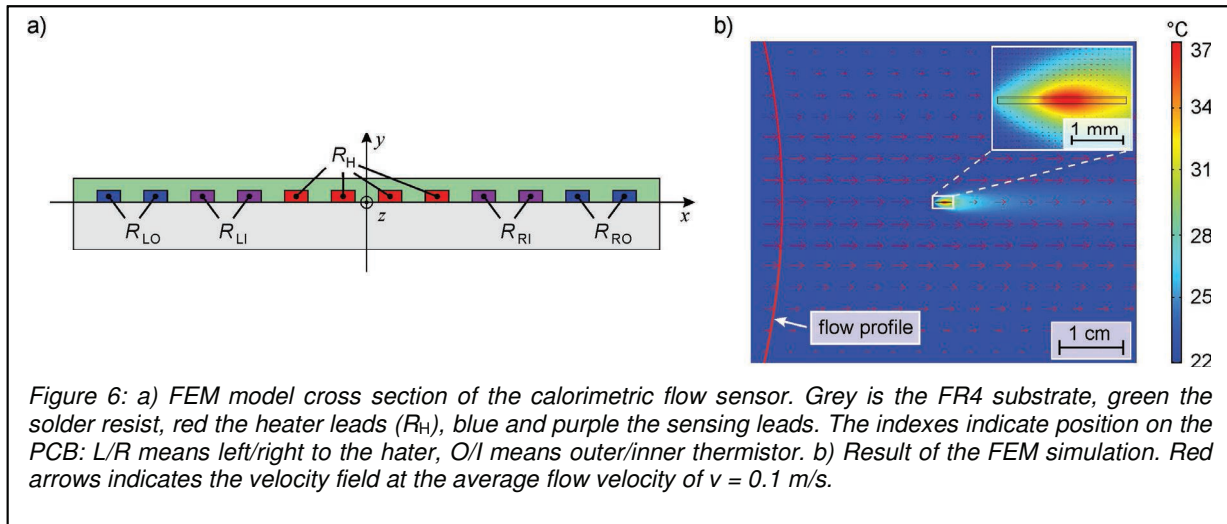 a)
y
R_H
z
x
R_LO
R_LI
R_RI
R_RO
b)
°C
37
34
31
28
25
22
1 mm
flow profile
1 cm
Figure 6: a) FEM model cross section of the calorimetric flow sensor. Grey is the FR4 substrate, green the
solder resist, red the heater leads (R_H), blue and purple the sensing leads. The indexes indicate position on the
PCB: L/R means left/right to the hater, O/I means outer/inner thermistor. b) Result of the FEM simulation. Red
arrows indicates the velocity field at the average flow velocity of v = 0.1 m/s.